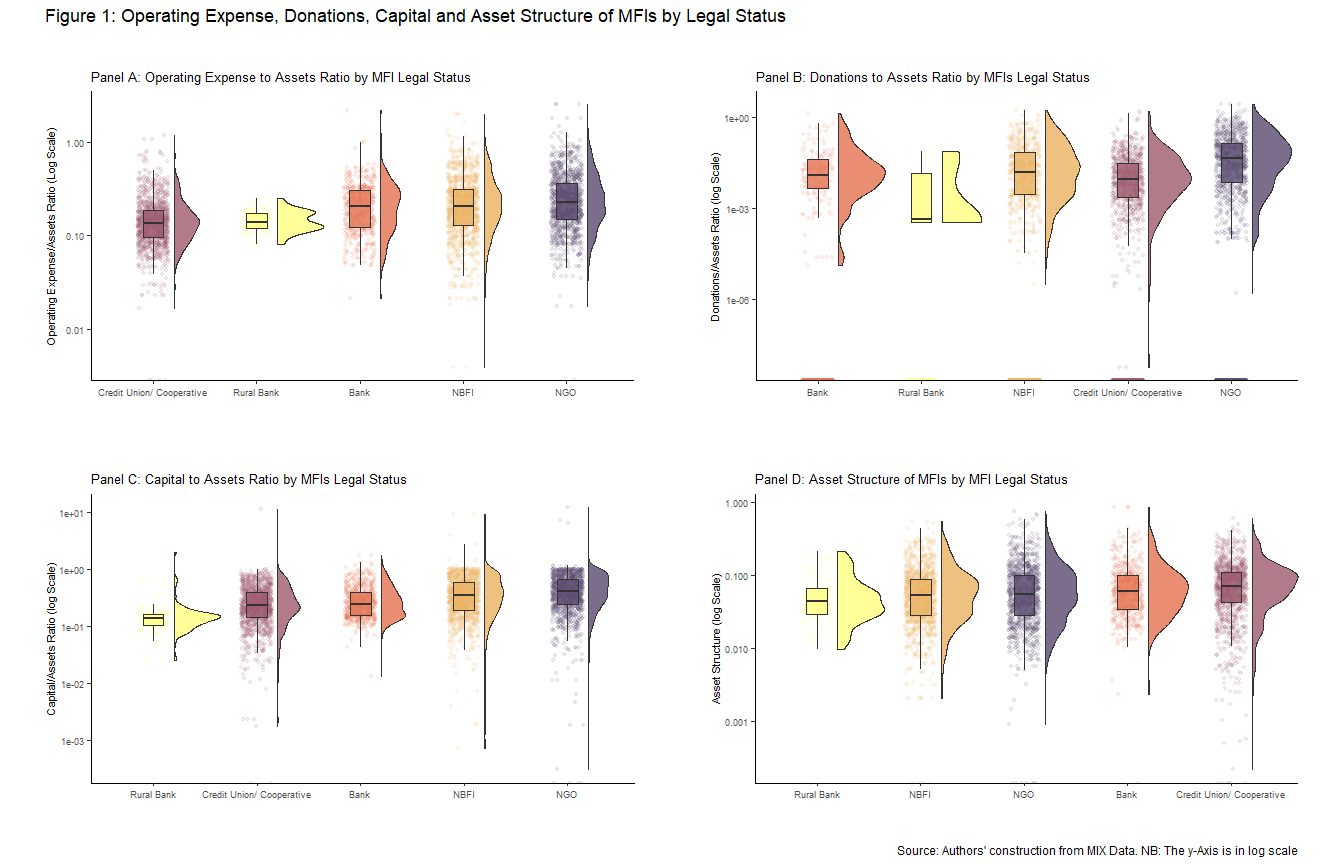 Figure 1: Operating Expense, Donations, Capital and Asset Structure of MFIs by Legal Status
Panel A: Operating Expense to Assets Ratio by MFI Legal Status
Operating Expense/Assets Ratio (Log Scale)
1.00
0.10
0.01
Credit Union/ Cooperative Rural Bank Bank NBFI NGO
Panel B: Donations to Assets Ratio by MFIs Legal Status
Donations/Assets Ratio (log Scale)
1e+00
1e-03
1e-06
Bank Rural Bank NBFI Credit Union/ Cooperative NGO
Panel C: Capital to Assets Ratio by MFIs Legal Status
Capital/Assets Ratio (log Scale)
1e+01
1e+00
1e-01
1e-02
1e-03
Rural Bank Credit Union/ Cooperative Bank NBFI NGO
Panel D: Asset Structure of MFIs by MFI Legal Status
Asset Structure (log Scale)
1.000
0.100
0.010
0.001
Rural Bank NBFI NGO Bank Credit Union/ Cooperative
Source: Authors' construction from MIX Data. NB: The y-Axis is in log scale